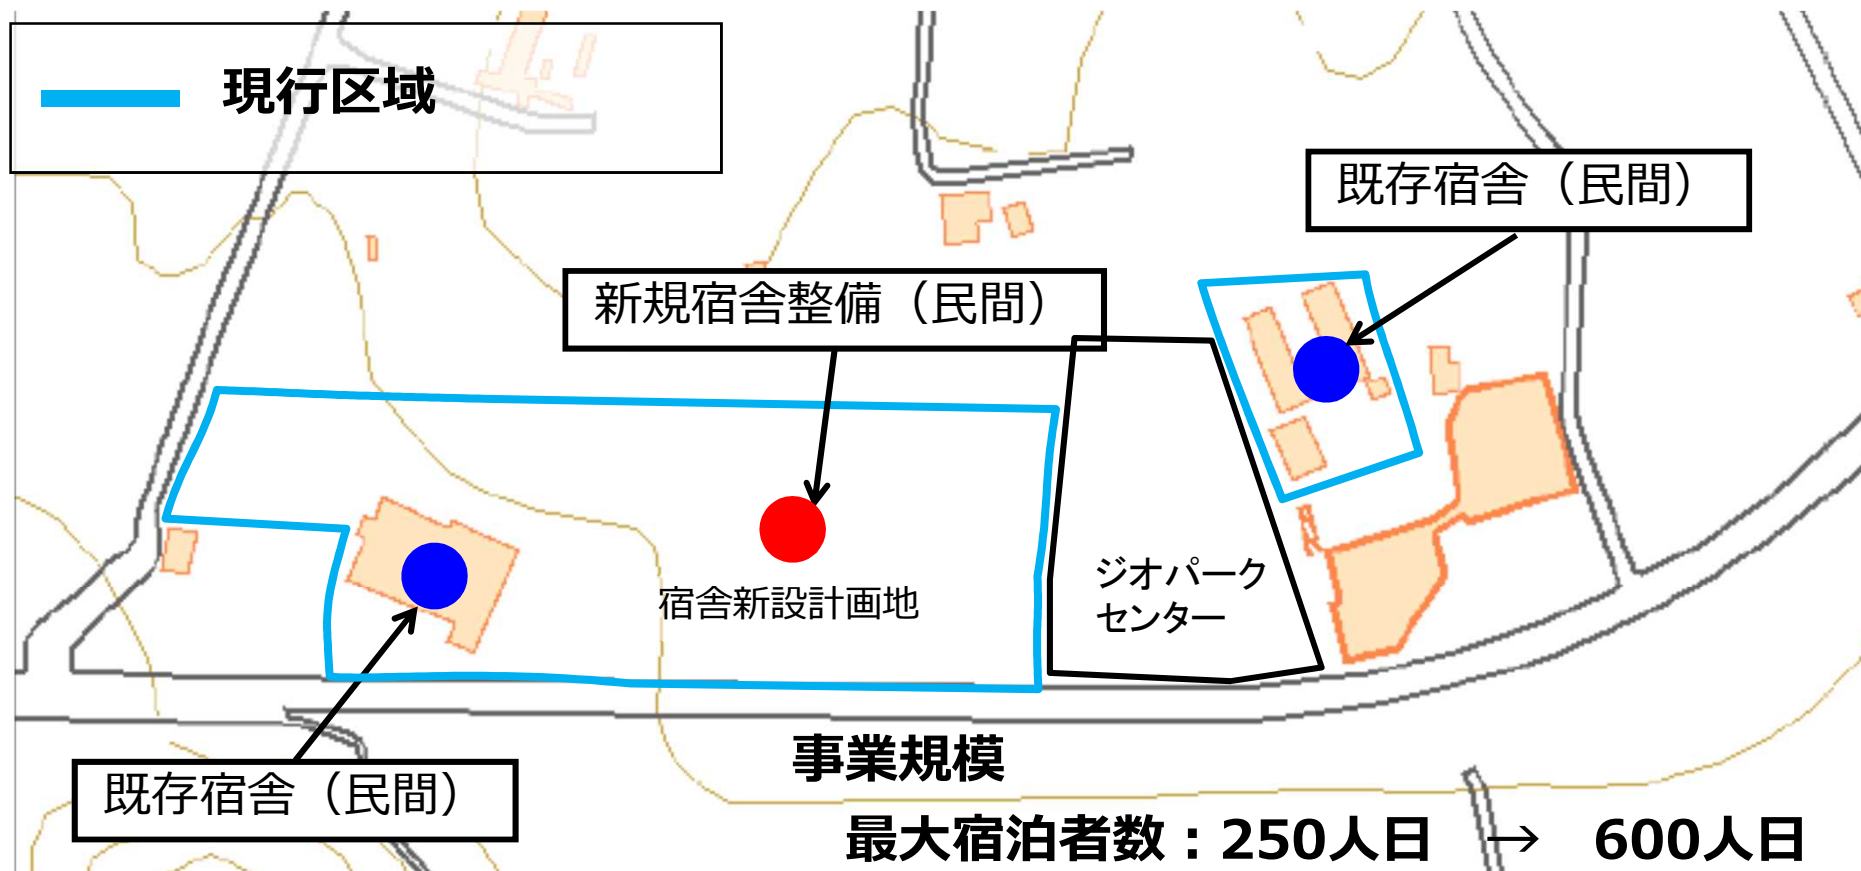 現行区域
既存宿舎（民間）
新規宿舎整備（民間）
ジオパーク
センター
宿舎新設計画地
事業規模
既存宿舎（民間）
最大宿泊者数：250人日　→　600人日